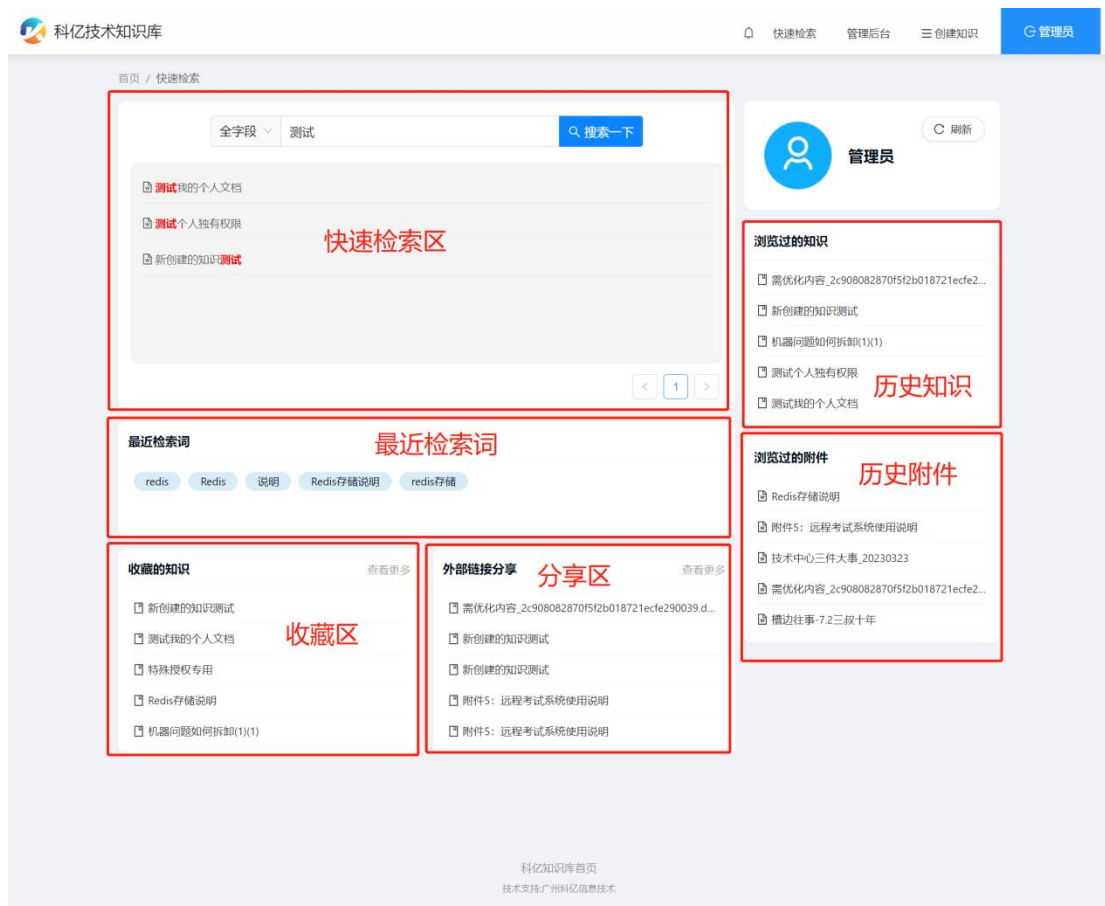 科亿技术知识库
快速检索
管理后台
创建知识
管理员
首页 / 快速检索
全字段
测试
搜索一下
测试我的个人文档
测试个人独有权限
新创建的知识测试
快速检索区
1
刷新
管理员
浏览过的知识
需优化内容_2c908082870f5f2b018721ecfe2...
新创建的知识测试
机器问题如何拆卸(1)(1)
测试个人独有权限
测试我的个人文档
历史知识
最近检索词
最近检索词
redis
Redis
说明
Redis存储说明
redis存储
浏览过的附件
历史附件
Redis存储说明
附件5：远程考试系统使用说明
技术中心三件大事_20230323
需优化内容_2c908082870f5f2b018721ecfe2...
槽边往事-7.2三叔十年
收藏的知识
查看更多
新创建的知识测试
测试我的个人文档
特殊授权专用
Redis存储说明
机器问题如何拆卸(1)(1)
收藏区
外部链接分享
分享区
查看更多
需优化内容_2c908082870f5f2b018721ecfe290039.d...
新创建的知识测试
新创建的知识测试
附件5：远程考试系统使用说明
附件5：远程考试系统使用说明
科亿知识库首页
技术支持:广州科亿信息技术